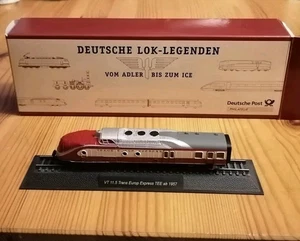 DEUTSCHE LOK-LEGENDEN
VOM ADLER BIS ZUM ICE
Deutsche Post
PHILATELIE
VT 11.5 Trans Europ Express TEE ab 1957